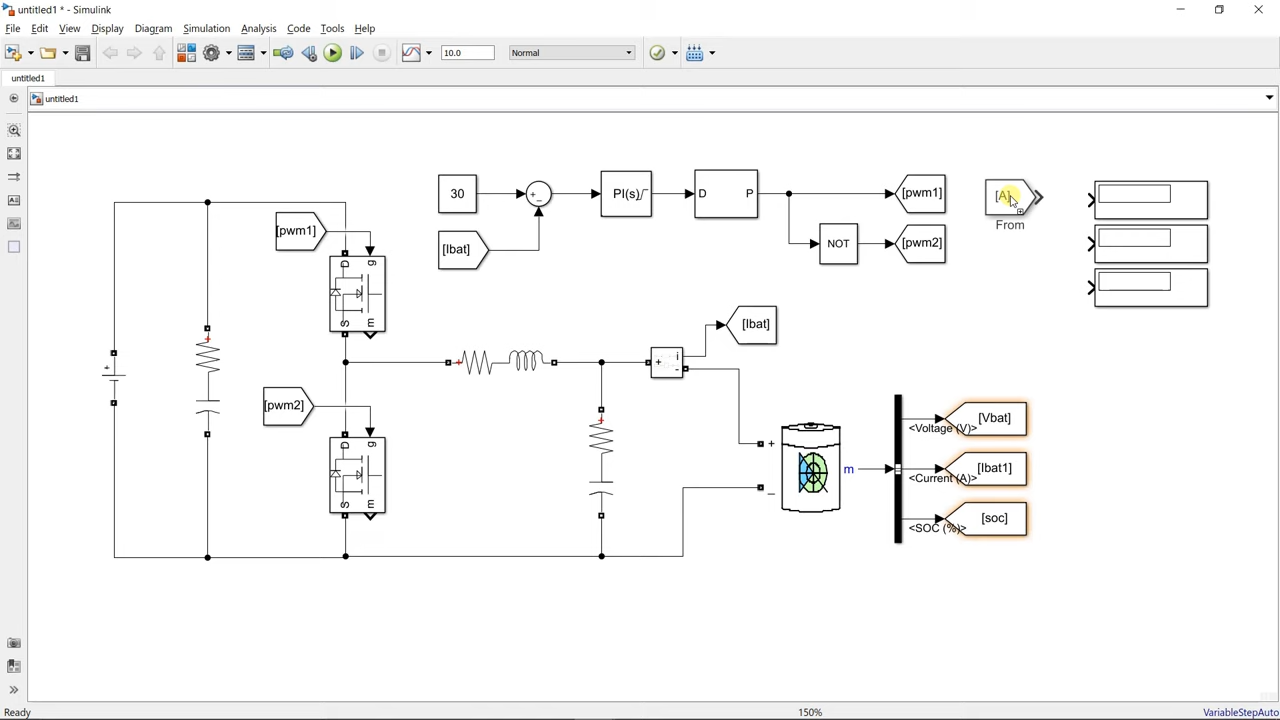 untitled1 * - Simulink
File Edit View Display Diagram Simulation Analysis Code Tools Help
10.0 Normal
untitled1
untitled1
30
+
-
PI(s)
D P
[pwm1]
[A]
From
[Ibat]
NOT
[pwm2]
[pwm1]
D g
S m
[Ibat]
+ i
-
[pwm2]
D g
S m
+
+
+
+
+
-
m
[Vbat]
<Voltage (V)>
[Ibat1]
<Current (A)>
[soc]
<SOC (%)>
Ready 150% VariableStepAuto